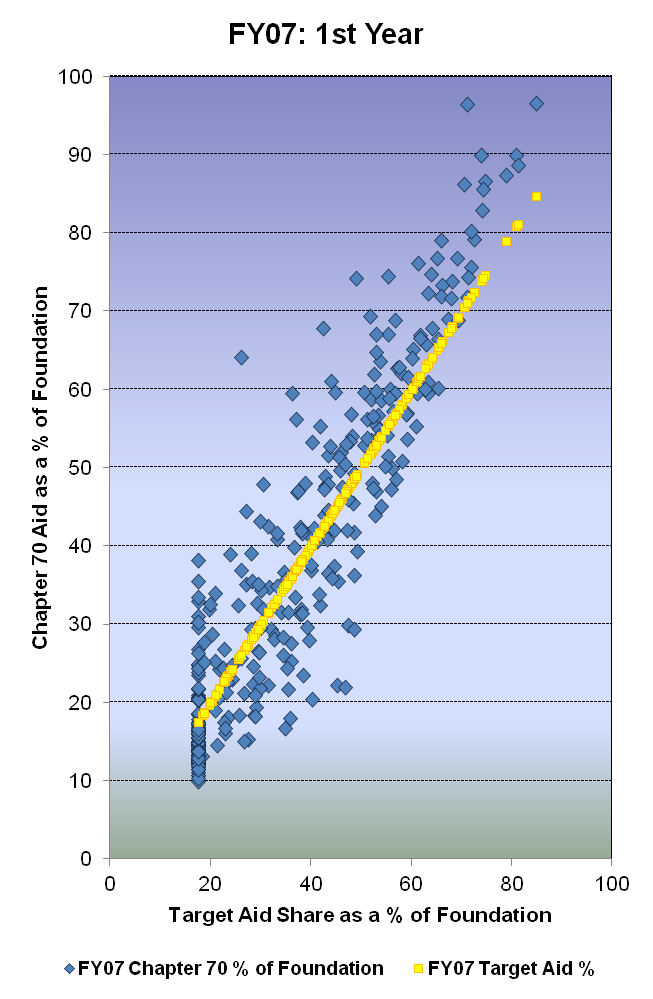 FY07: 1st Year
100
90
80
70
60
50
40
30
20
10
0
Chapter 70 Aid as a % of Foundation
0 20 40 60 80 100
Target Aid Share as a % of Foundation
FY07 Chapter 70 % of Foundation FY07 Target Aid %